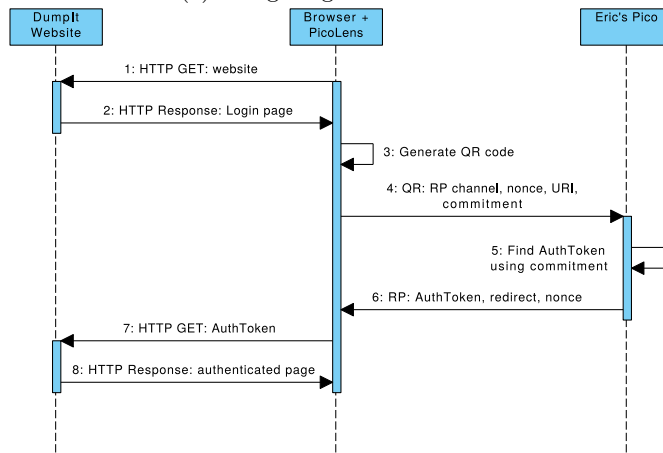 DumpIt
Website
Browser +
PicoLens
Eric's Pico
1: HTTP GET: website
2: HTTP Response: Login page
3: Generate QR code
4: QR: RP channel, nonce, URI,
commitment
5: Find AuthToken
using commitment
6: RP: AuthToken, redirect, nonce
7: HTTP GET: AuthToken
8: HTTP Response: authenticated page